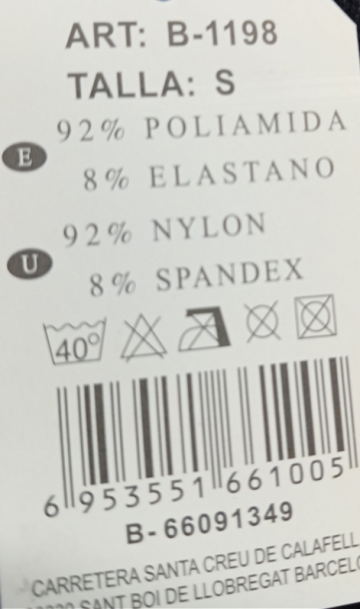 ART: B-1198
TALLA: S
E 92% POLIAMIDA
8% ELASTANO
U 92% NYLON
8% SPANDEX
40°
6 953551 661005
B-66091349
CARRETERA SANTA CREU DE CALAFELL
SANT BOI DE LLOBREGAT